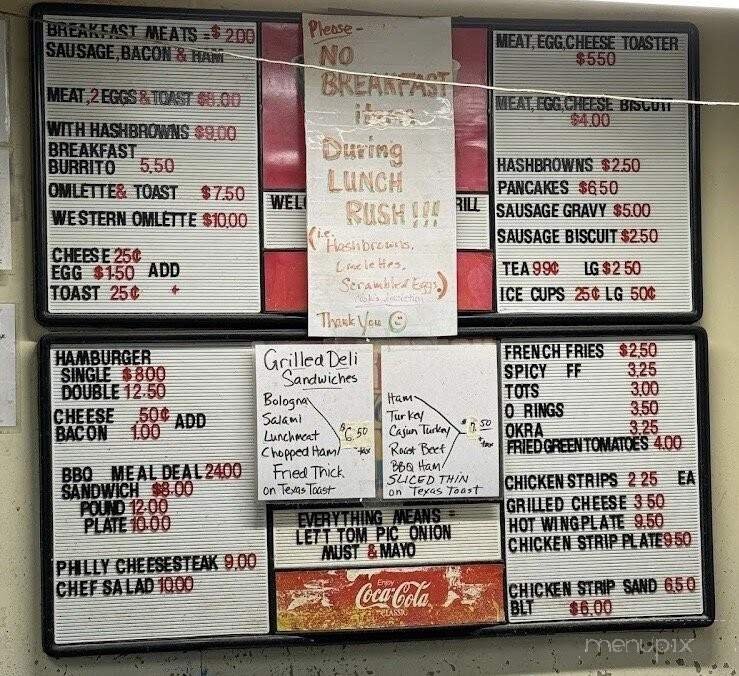 BREAKFAST MEATS =$ 2.00
SAUSAGE, BACON & HAM
MEAT,2 EGGS & TOAST $8.00
WITH HASHBROWNS $9.00
BREAKFAST
BURRITO 5.50
OMLETTE& TOAST $7.50
WESTERN OMLETTE $10.00
CHEESE 25¢
EGG $1.50 ADD
TOAST 25¢
Please -
NO
BREAKFAST
items
During
LUNCH
RUSH !!!
(i.e.
Hashbrowns,
Omelettes,
Scrambled Eggs)
Thank You
WEL
RILL
MEAT, EGG,CHEESE TOASTER
$550
MEAT, EGG,CHEESE BISCUIT
$4.00
HASHBROWNS $2.50
PANCAKES $650
SAUSAGE GRAVY $5.00
SAUSAGE BISCUIT $2.50
TEA 99¢ LG $2 50
ICE CUPS 25¢ LG 50¢
HAMBURGER
SINGLE $8.00
DOUBLE 12.50
CHEESE 50¢ ADD
BACON 1.00
BBQ MEAL DEAL 24.00
SANDWICH $8.00
POUND 12.00
PLATE 10.00
PHILLY CHEESESTEAK 9.00
CHEF SALAD 10.00
Grilled Deli
Sandwiches
Bologna
Salami
Lunchmeat $6.50
Chopped Ham +tax
Fried Thick
on Texas Toast
Ham
Turkey
Cajun Turkey 50
Roast Beef +tax
BBQ Ham
SLICED THIN
on Texas Toast
EVERYTHING MEANS =
LETT TOM PIC ONION
MUST & MAYO
Enjoy
Coca-Cola
CLASSIC
FRENCH FRIES $2.50
SPICY FF 3.25
TOTS 3.00
O RINGS 3.50
OKRA 3.25
FRIED GREEN TOMATOES 4.00
CHICKEN STRIPS 2 25 EA
GRILLED CHEESE 3 50
HOT WING PLATE 9.50
CHICKEN STRIP PLATE 9 50
CHICKEN STRIP SAND 6.5 0
BLT $6.00
menupix